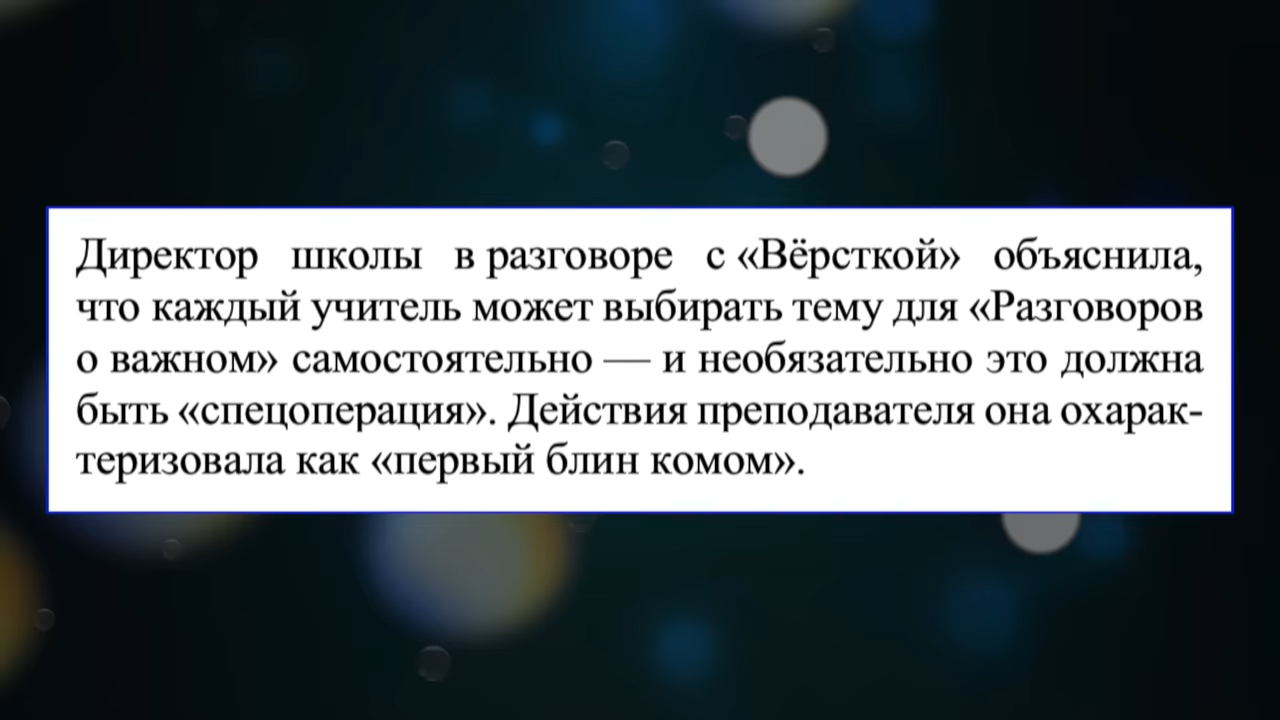 Директор школы в разговоре с «Вёрсткой» объяснила,
что каждый учитель может выбирать тему для «Разговоров
о важном» самостоятельно — и необязательно это должна
быть «спецоперация». Действия преподавателя она охарак-
теризовала как «первый блин комом».